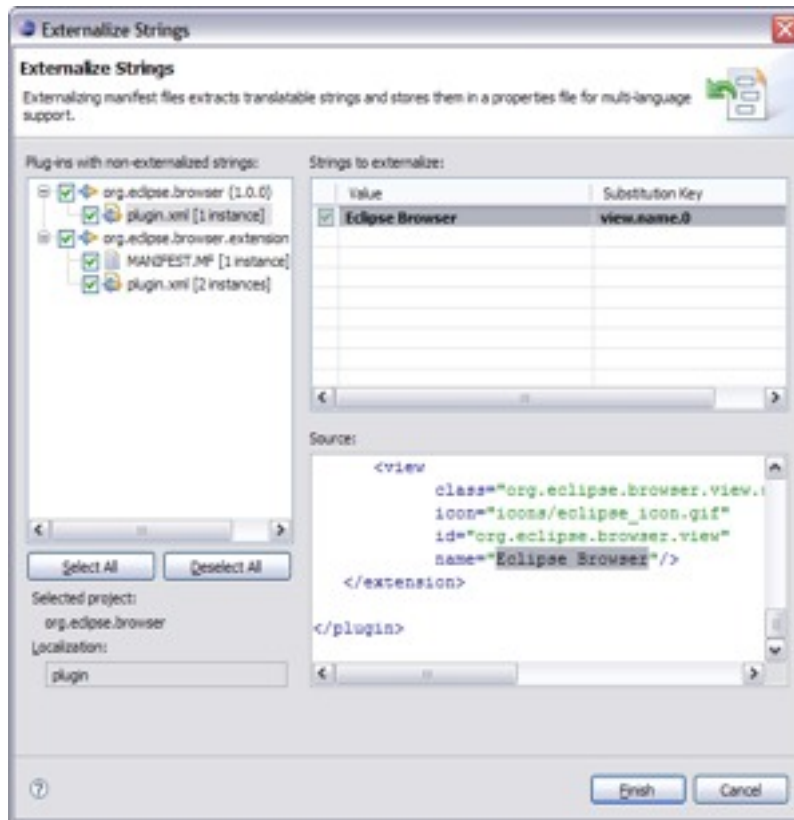 Externalize Strings
Externalize Strings
Externalizing manifest files extracts translatable strings and stores them in a properties file for multi-language
support.
Plug-ins with non-externalized strings:
org.eclipse.browser (1.0.0)
plugin.xml [1 instance]
org.eclipse.browser.extension
MANIFEST.MF [1 instance]
plugin.xml [2 instances]
Select All
Deselect All
Selected project:
org.eclipse.browser
Localization:
plugin
Strings to externalize:
Value Substitution Key
Eclipse Browser view.name.0
Source:
<view
class="org.eclipse.browser.view.
icon="icons/eclipse_icon.gif"
id="org.eclipse.browser.view"
name="Eclipse Browser"/>
</extension>
</plugin>
Finish
Cancel